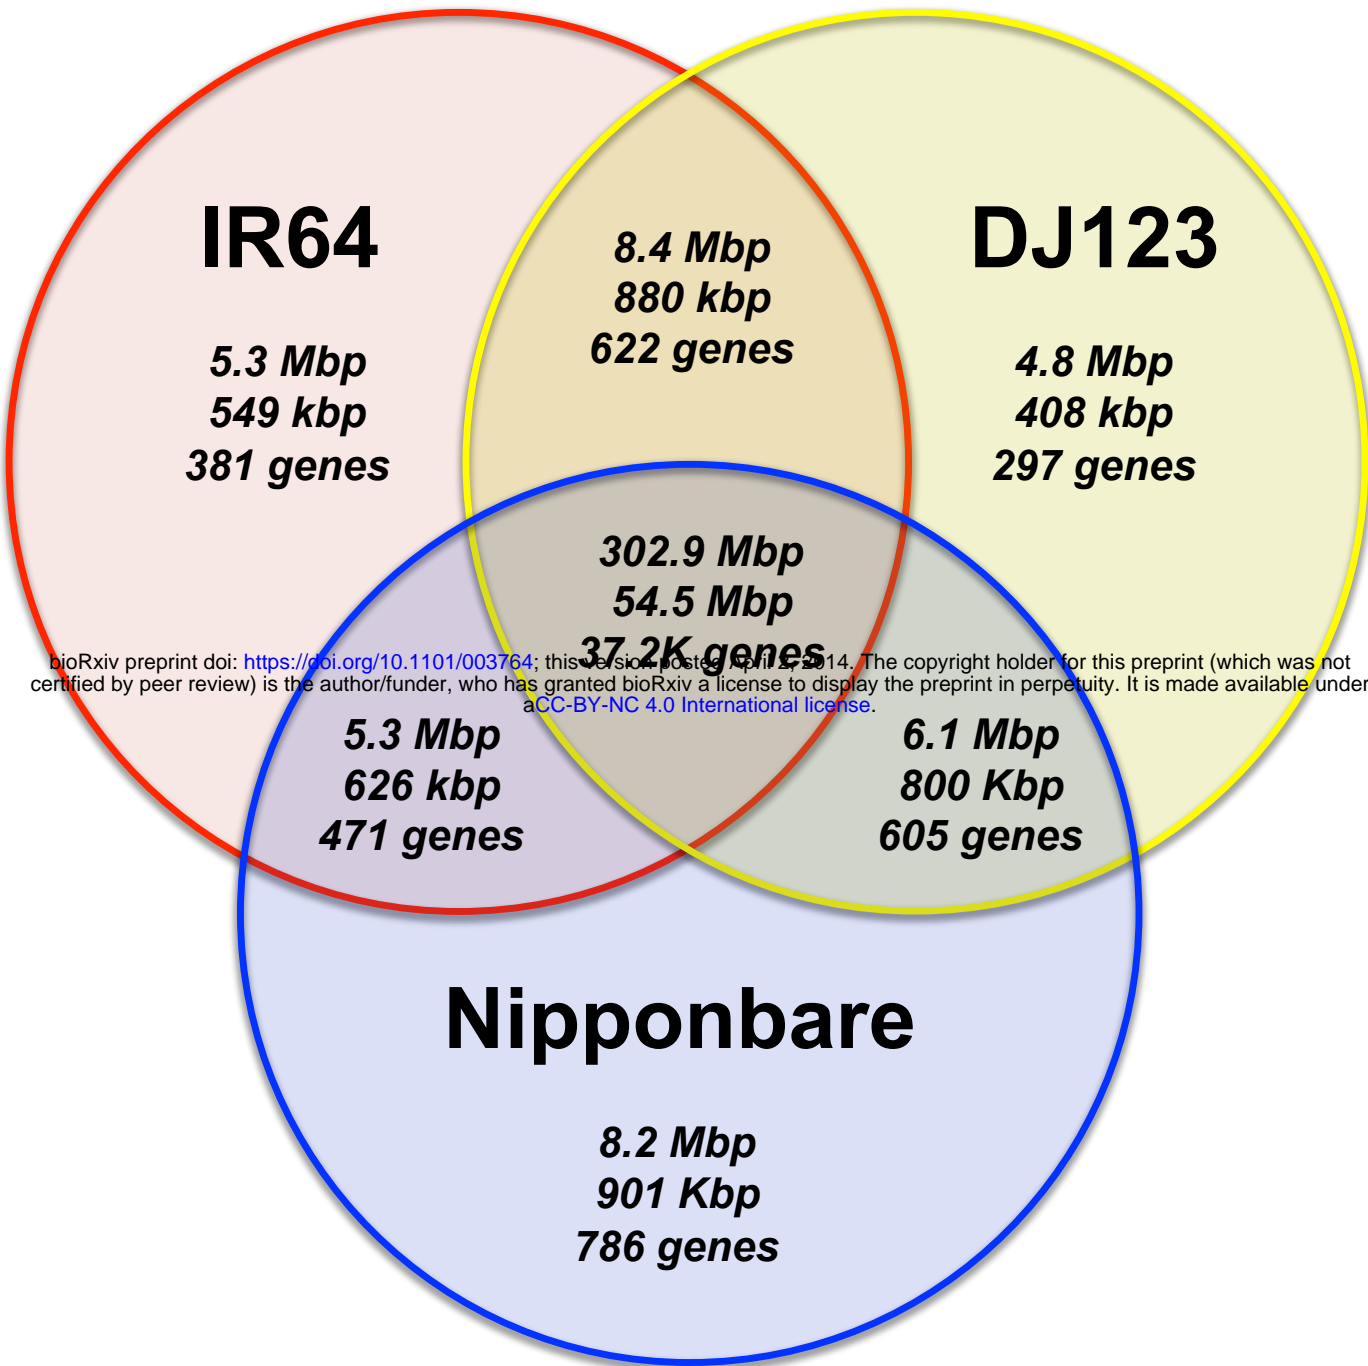 IR64
DJ123
8.4 Mbp
880 kbp
622 genes
5.3 Mbp
549 kbp
381 genes
4.8 Mbp
408 kbp
297 genes
302.9 Mbp
54.5 Mbp
37.2K genes
bioRxiv preprint doi: https://doi.org/10.1101/003764; this version posted April 2, 2014. The copyright holder for this preprint (which was not
certified by peer review) is the author/funder, who has granted bioRxiv a license to display the preprint in perpetuity. It is made available under
aCC-BY-NC 4.0 International license.
5.3 Mbp
626 kbp
471 genes
6.1 Mbp
800 Kbp
605 genes
Nipponbare
8.2 Mbp
901 Kbp
786 genes